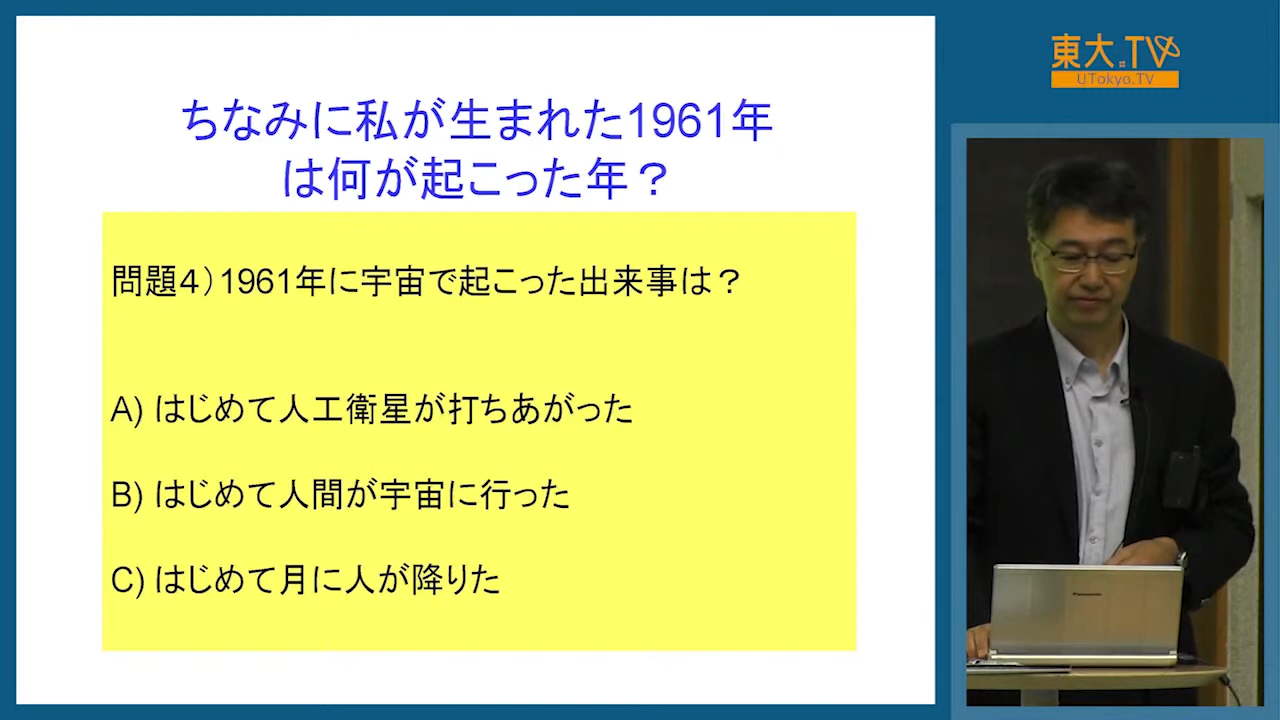 ちなみに私が生まれた1961年
は何が起こった年？
問題４）1961年に宇宙で起こった出来事は？
A) はじめて人工衛星が打ちあがった
B) はじめて人間が宇宙に行った
C) はじめて月に人が降りた
東大.TV
UTokyo.TV
Panasonic